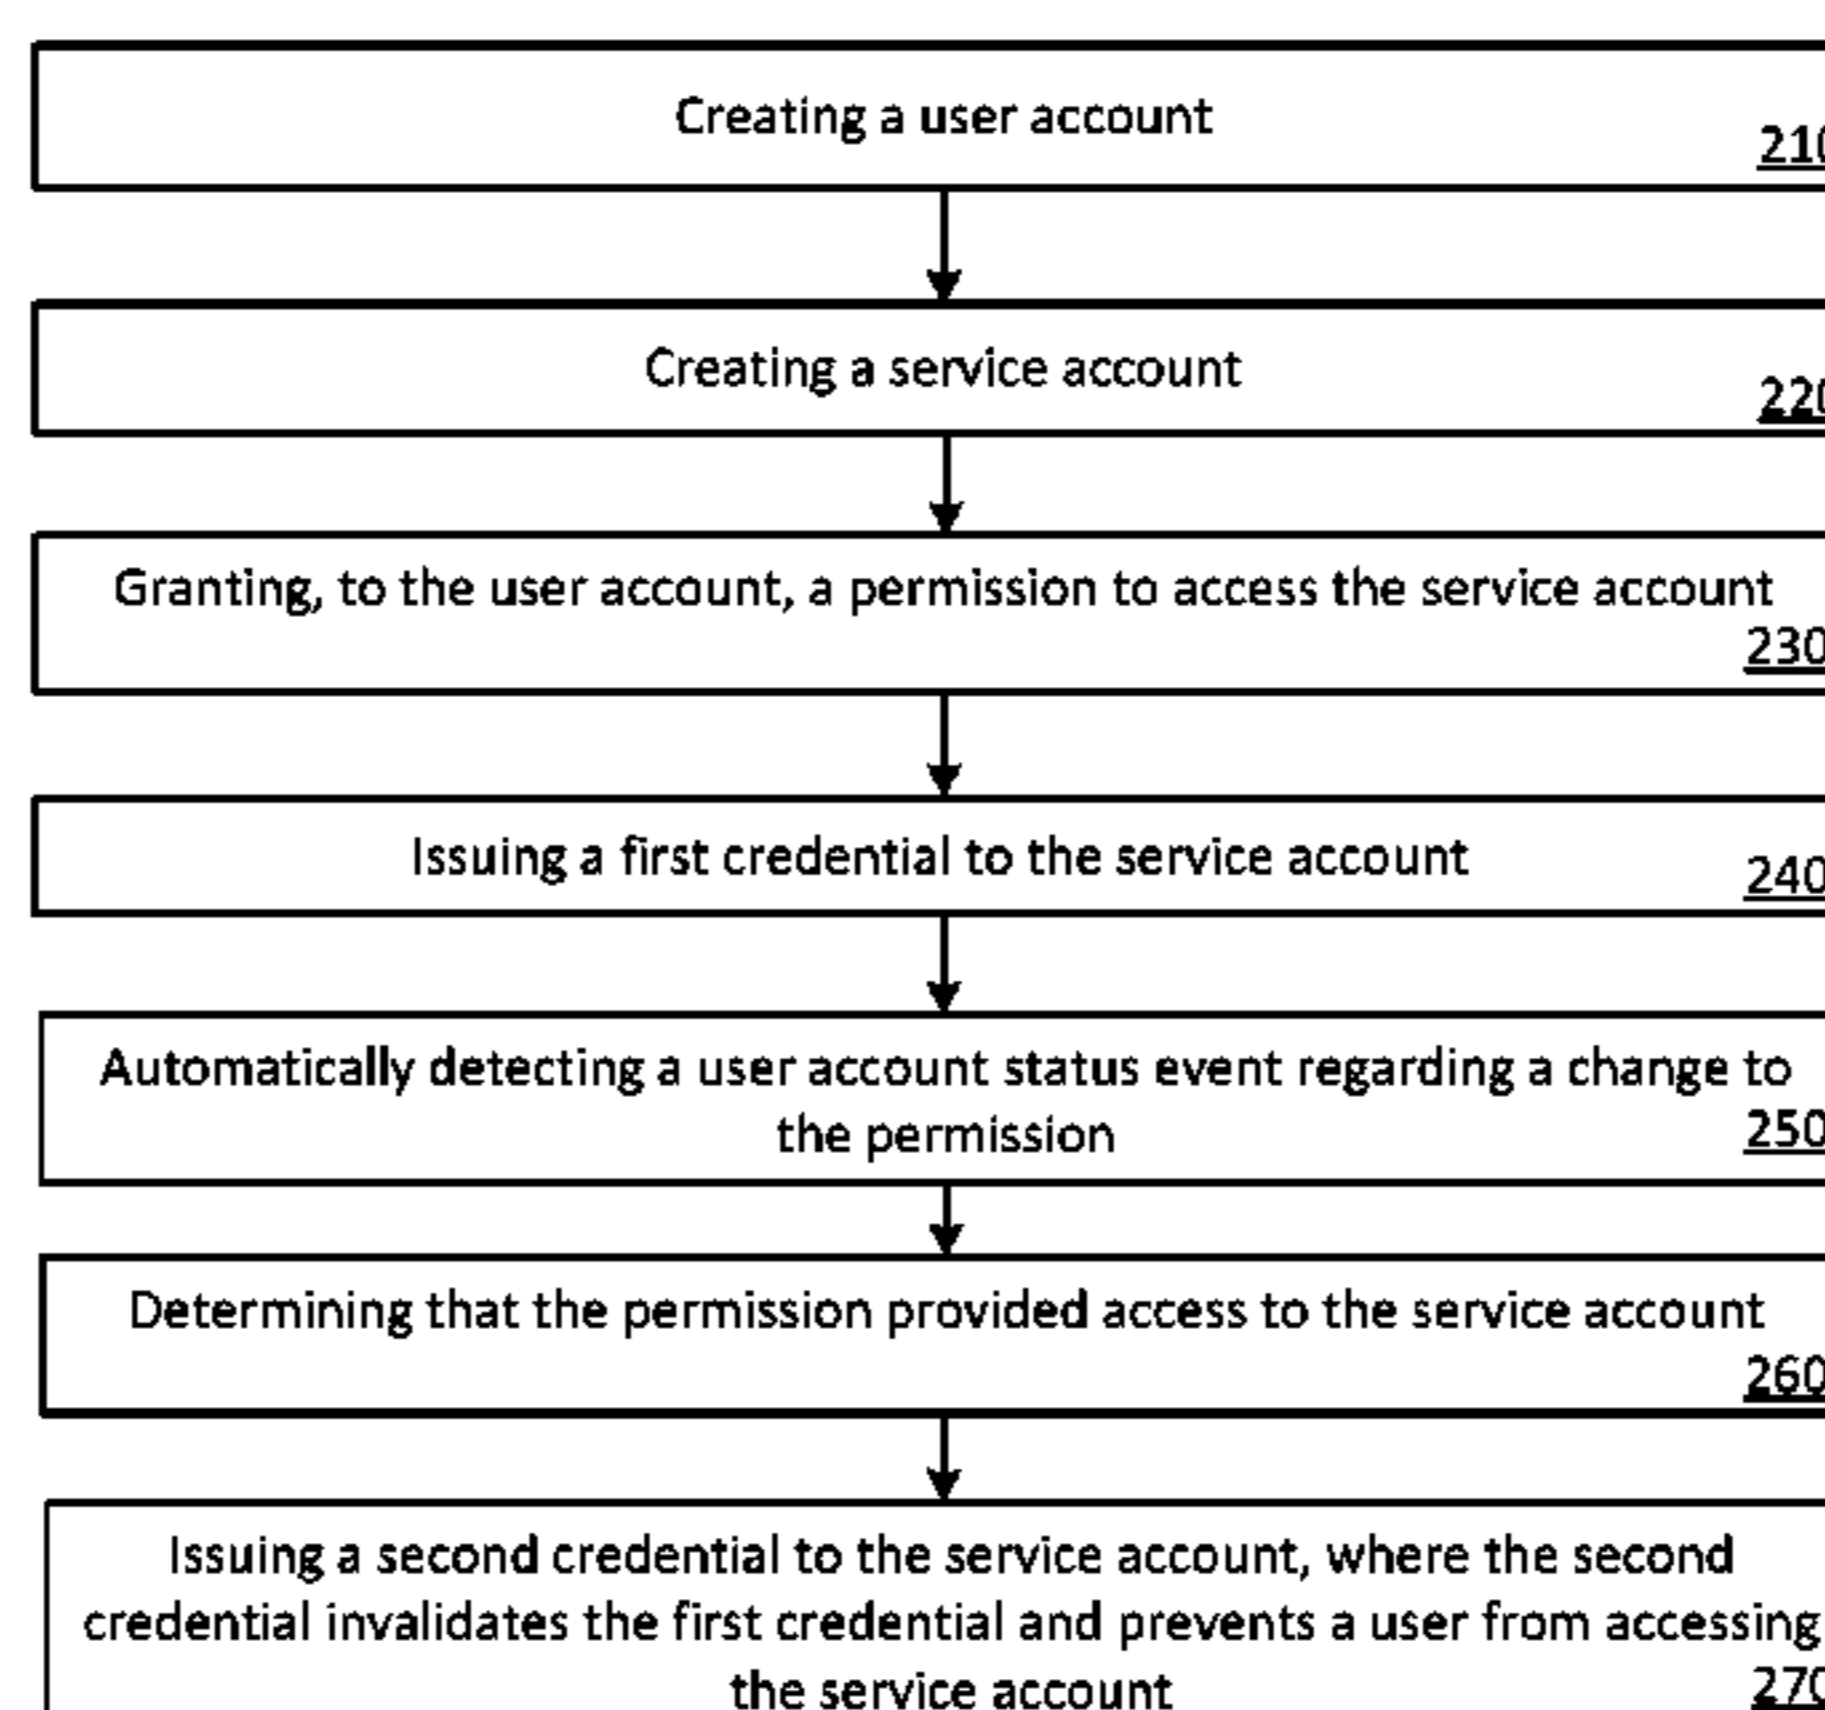 Creating a user account
210
Creating a service account
220
Granting, to the user account, a permission to access the service account
230
Issuing a first credential to the service account
240
Automatically detecting a user account status event regarding a change to
the permission
250
Determining that the permission provided access to the service account
260
Issuing a second credential to the service account, where the second
credential invalidates the first credential and prevents a user from accessing
the service account
270